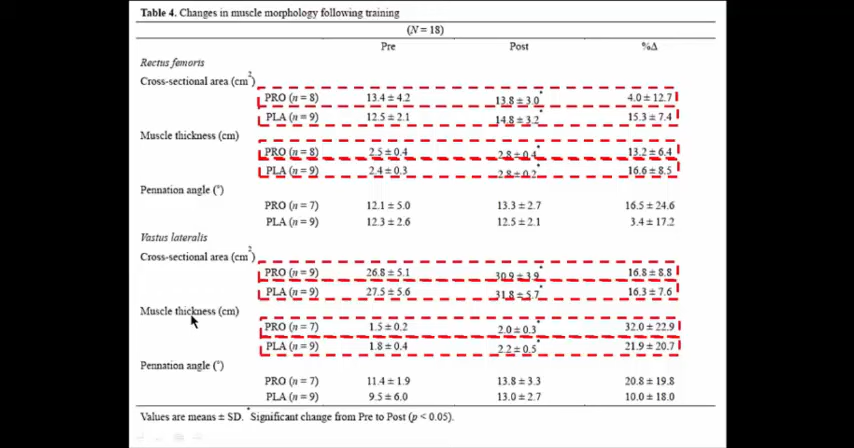 Table 4. Changes in muscle morphology following training
(N = 18)
Pre Post %Δ
Rectus femoris
Cross-sectional area (cm2)
PRO (n = 8) 13.4 ± 4.2 13.8 ± 3.0* 4.0 ± 12.7
PLA (n = 9) 12.5 ± 2.1 14.8 ± 3.2* 15.3 ± 7.4
Muscle thickness (cm)
PRO (n = 8) 2.5 ± 0.4 2.8 ± 0.4* 13.2 ± 6.4
PLA (n = 9) 2.4 ± 0.3 2.8 ± 0.2* 16.6 ± 8.5
Pennation angle (°)
PRO (n = 7) 12.1 ± 5.0 13.3 ± 2.7 16.5 ± 24.6
PLA (n = 9) 12.3 ± 2.6 12.5 ± 2.1 3.4 ± 17.2
Vastus lateralis
Cross-sectional area (cm2)
PRO (n = 9) 26.8 ± 5.1 30.9 ± 3.9* 16.8 ± 8.8
PLA (n = 9) 27.5 ± 5.6 31.8 ± 5.7* 16.3 ± 7.6
Muscle thickness (cm)
PRO (n = 7) 1.5 ± 0.2 2.0 ± 0.3* 32.0 ± 22.9
PLA (n = 9) 1.8 ± 0.4 2.2 ± 0.5* 21.9 ± 20.7
Pennation angle (°)
PRO (n = 7) 11.4 ± 1.9 13.8 ± 3.3 20.8 ± 19.8
PLA (n = 9) 9.5 ± 6.0 13.0 ± 2.7 10.0 ± 18.0
Values are means ± SD. *Significant change from Pre to Post (p < 0.05).